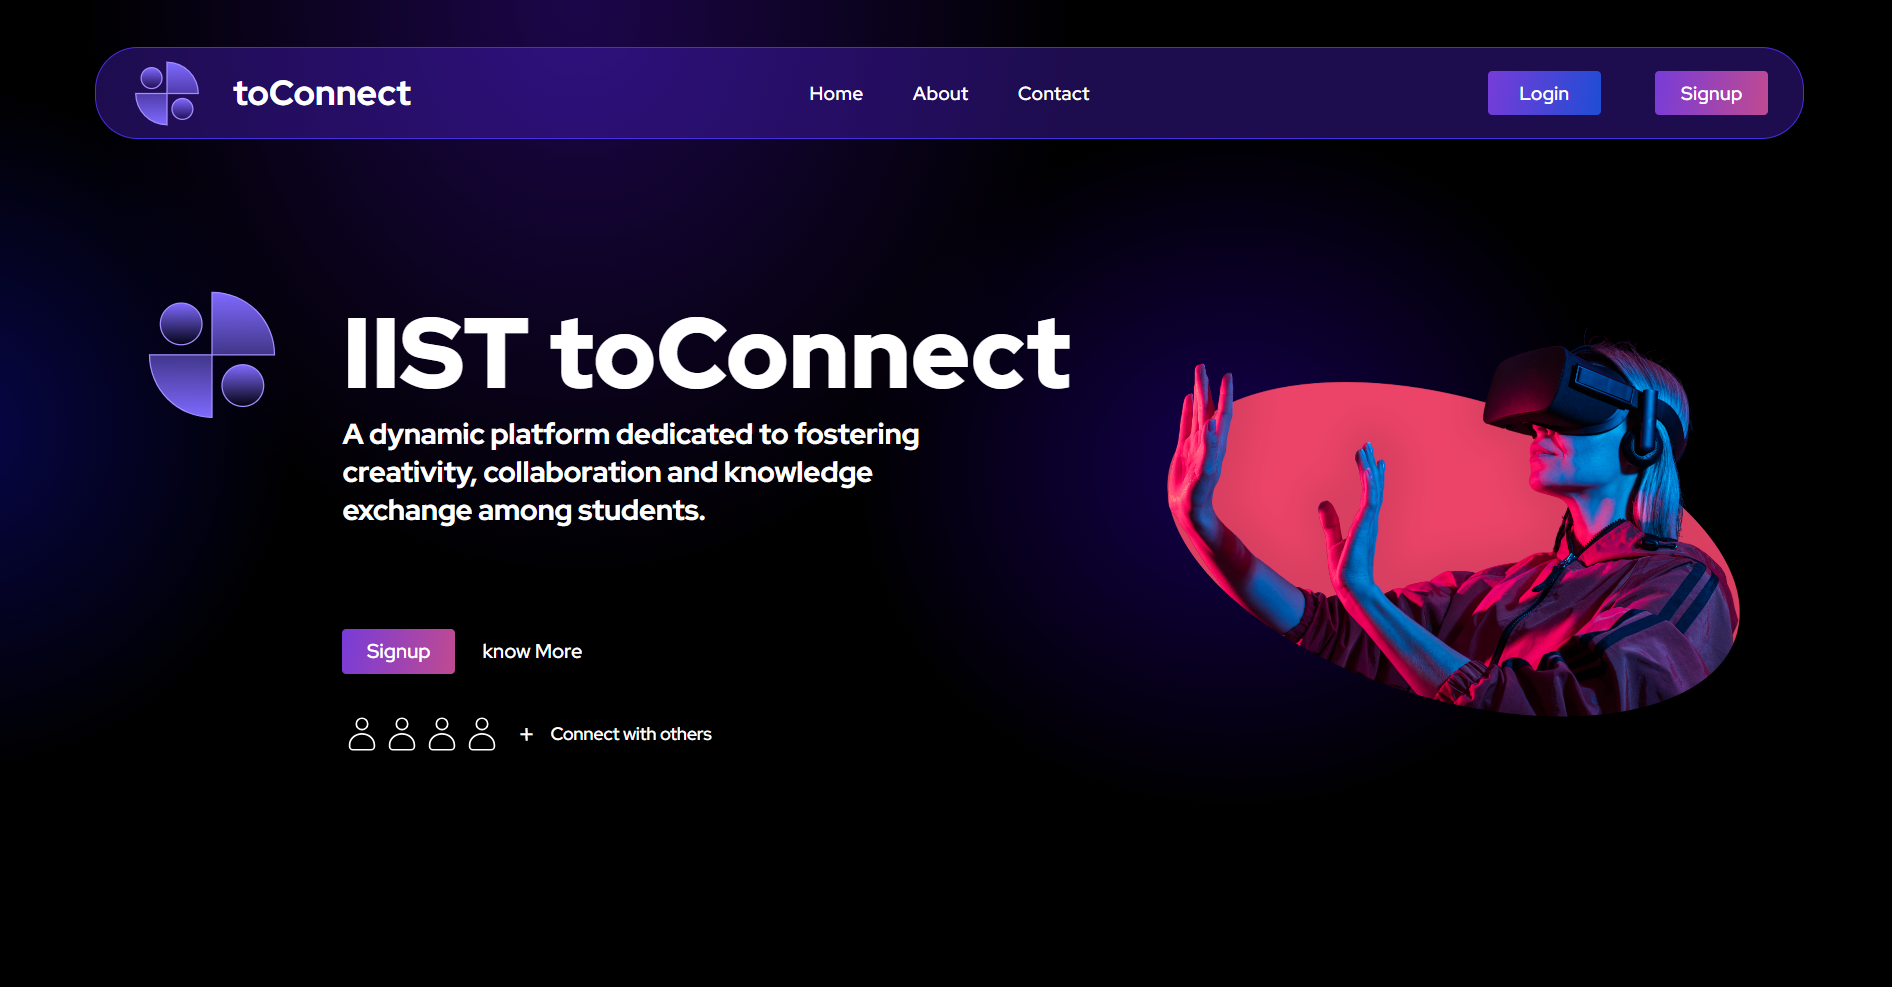 toConnect
Home About Contact
Login Signup
IIST toConnect
A dynamic platform dedicated to fostering
creativity, collaboration and knowledge
exchange among students.
Signup know More
+ Connect with others